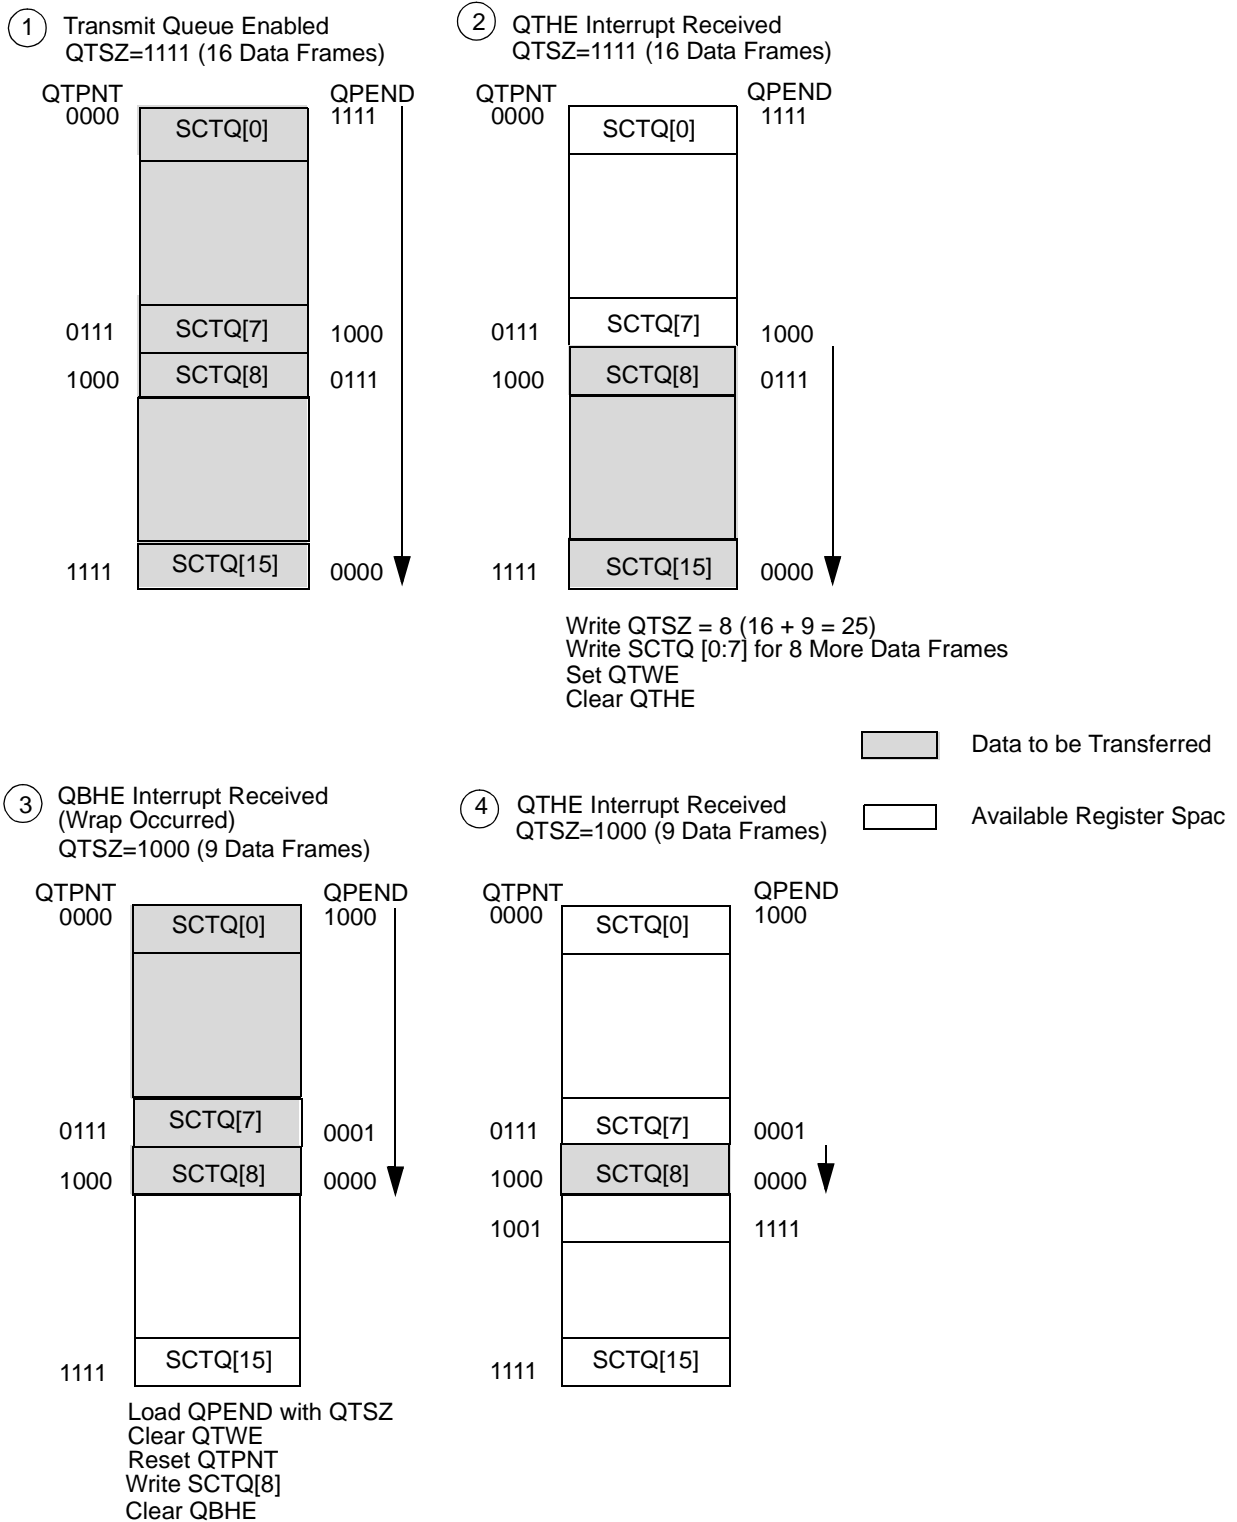 1 Transmit Queue Enabled
QTSZ=1111 (16 Data Frames)
QTPNT QPEND
0000 SCTQ[0] 1111
0111 SCTQ[7] 1000
1000 SCTQ[8] 0111
1111 SCTQ[15] 0000
2 QTHE Interrupt Received
QTSZ=1111 (16 Data Frames)
QTPNT QPEND
0000 SCTQ[0] 1111
0111 SCTQ[7] 1000
1000 SCTQ[8] 0111
1111 SCTQ[15] 0000
Write QTSZ = 8 (16 + 9 = 25)
Write SCTQ [0:7] for 8 More Data Frames
Set QTWE
Clear QTHE
Data to be Transferred
Available Register Spac
3 QBHE Interrupt Received
(Wrap Occurred)
QTSZ=1000 (9 Data Frames)
QTPNT QPEND
0000 SCTQ[0] 1000
0111 SCTQ[7] 0001
1000 SCTQ[8] 0000
1111 SCTQ[15]
Load QPEND with QTSZ
Clear QTWE
Reset QTPNT
Write SCTQ[8]
Clear QBHE
4 QTHE Interrupt Received
QTSZ=1000 (9 Data Frames)
QTPNT QPEND
0000 SCTQ[0] 1000
0111 SCTQ[7] 0001
1000 SCTQ[8] 0000
1001 1111
1111 SCTQ[15]